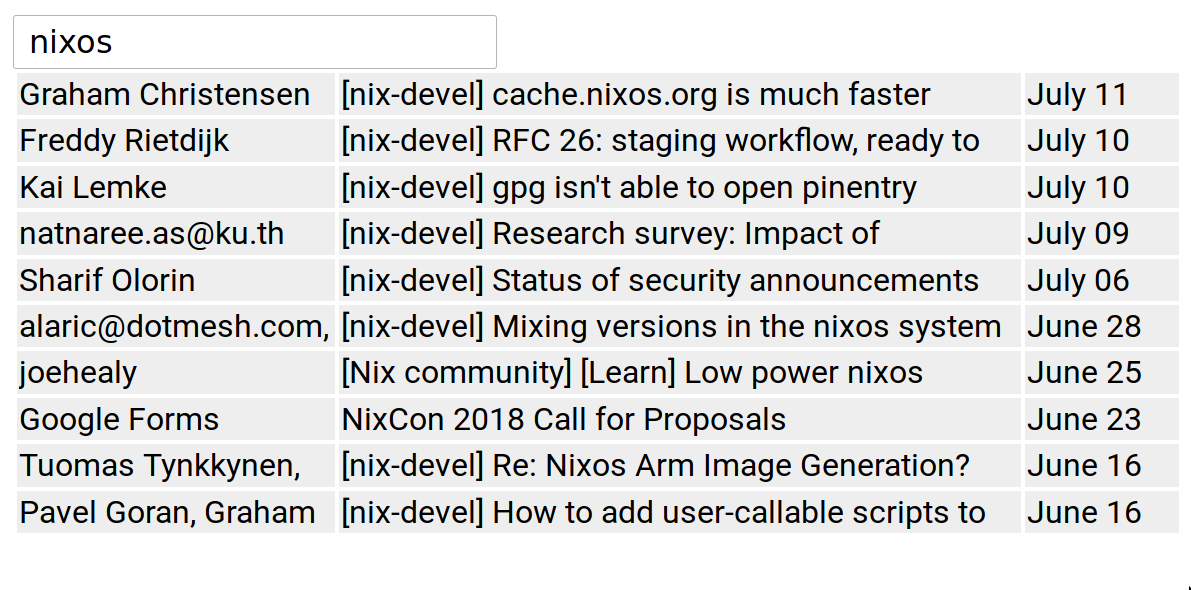 nixos
Graham Christensen [nix-devel] cache.nixos.org is much faster July 11
Freddy Rietdijk [nix-devel] RFC 26: staging workflow, ready to July 10
Kai Lemke [nix-devel] gpg isn't able to open pinentry July 10
natnaree.as@ku.th [nix-devel] Research survey: Impact of July 09
Sharif Olorin [nix-devel] Status of security announcements July 06
alaric@dotmesh.com, [nix-devel] Mixing versions in the nixos system June 28
joehealy [Nix community] [Learn] Low power nixos June 25
Google Forms NixCon 2018 Call for Proposals June 23
Tuomas Tynkkynen, [nix-devel] Re: Nixos Arm Image Generation? June 16
Pavel Goran, Graham [nix-devel] How to add user-callable scripts to June 16